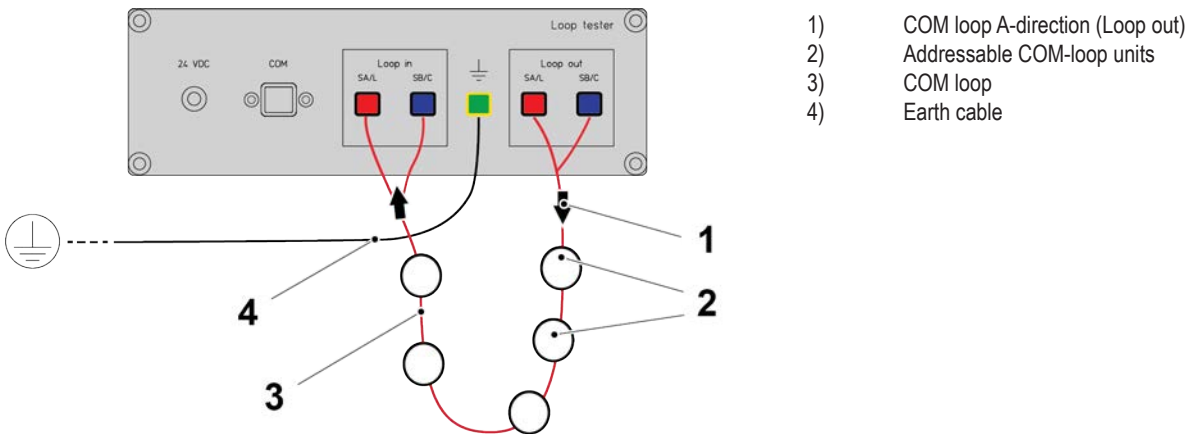 Loop tester
24 VDC
COM
Loop in
SA/L SB/C
Loop out
SA/L SB/C
1
2
3
4
1) COM loop A-direction (Loop out)
2) Addressable COM-loop units
3) COM loop
4) Earth cable